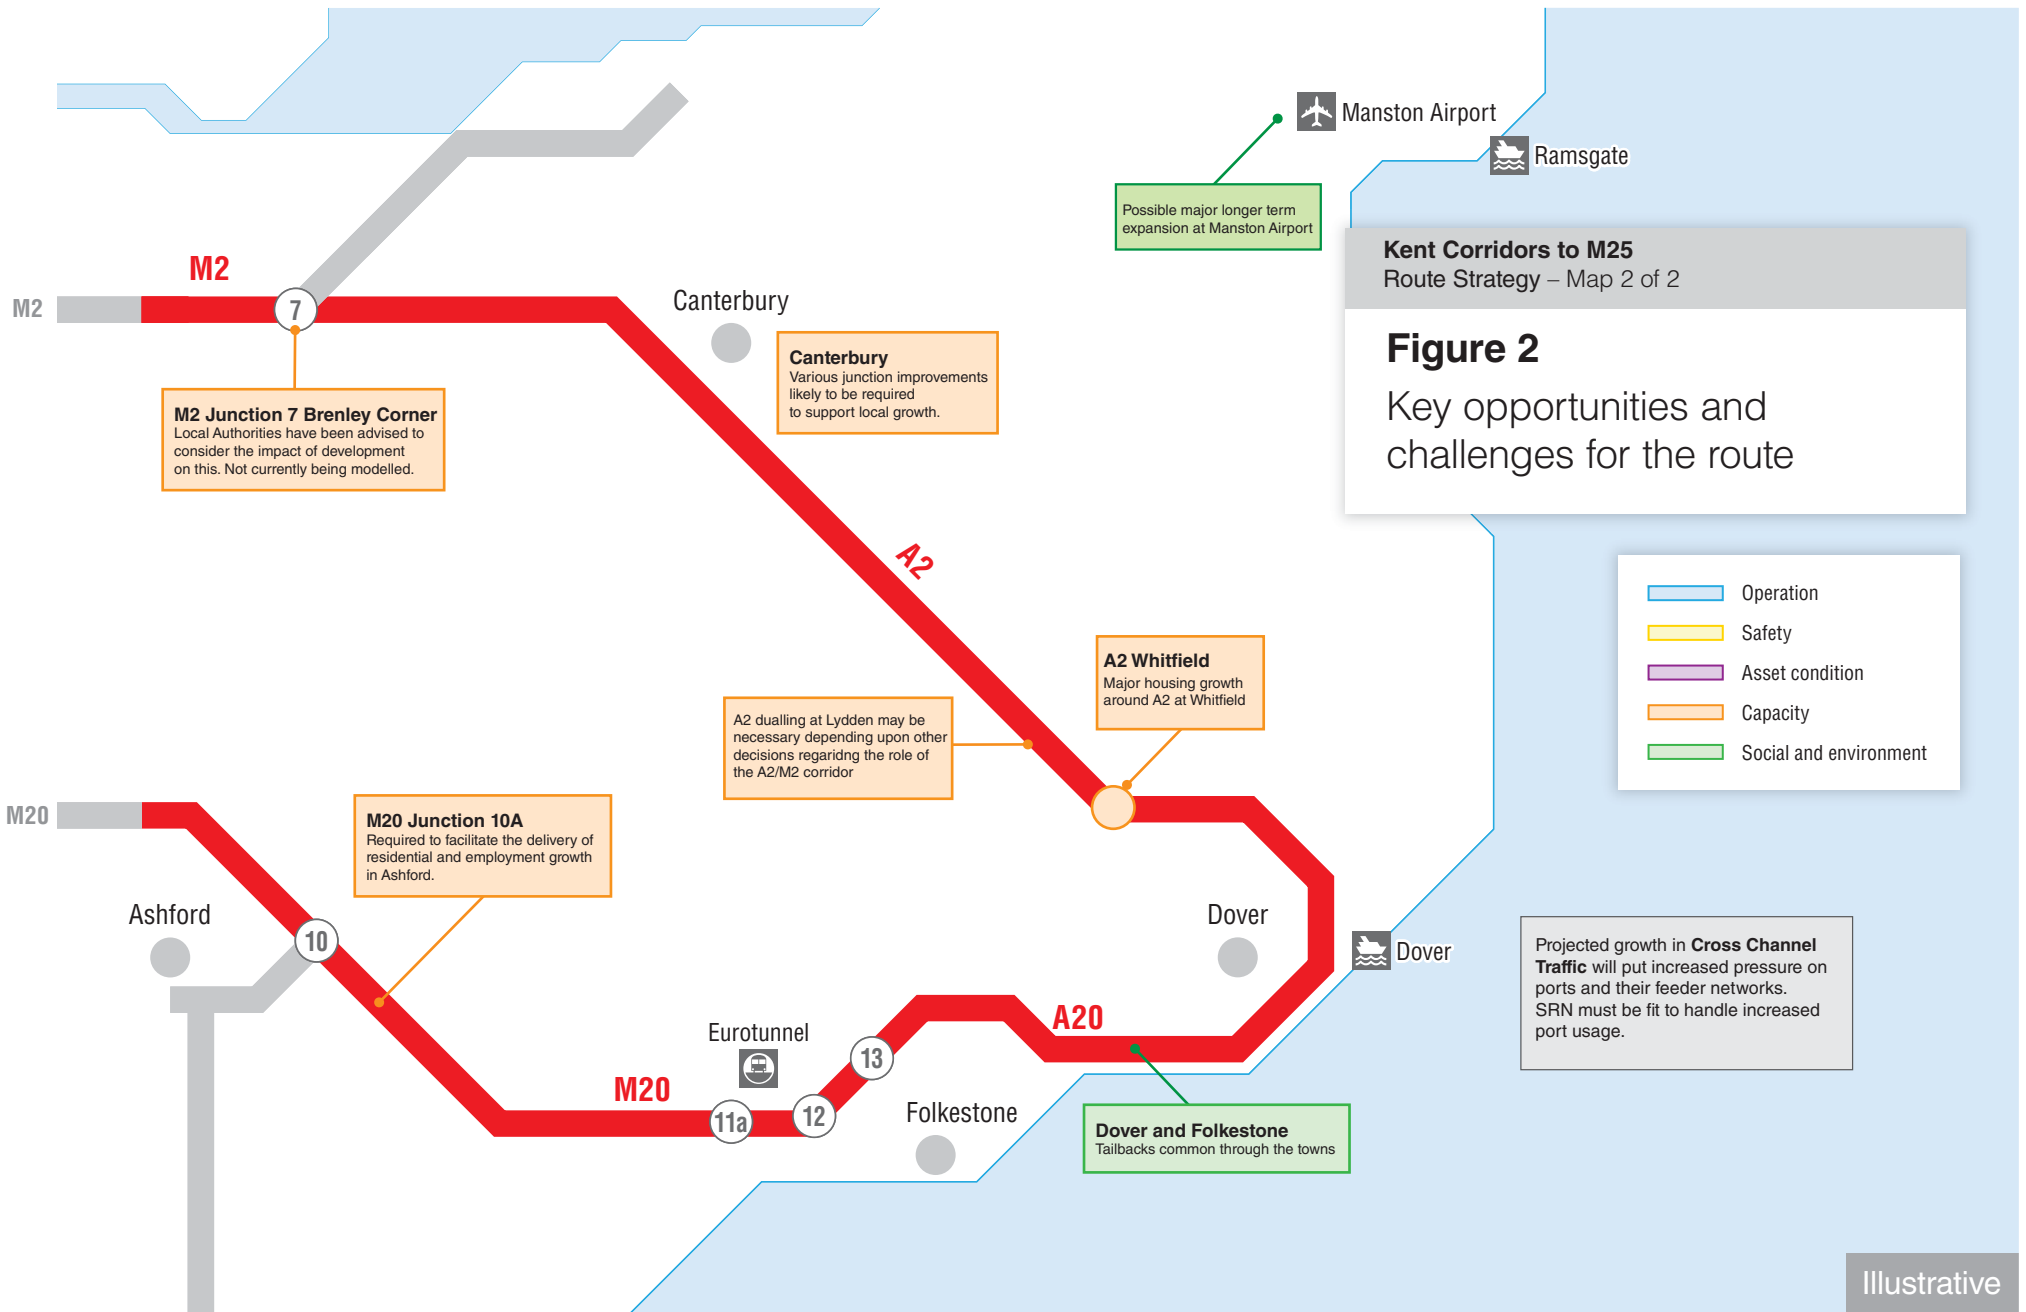 Manston Airport
Ramsgate
Possible major longer term
expansion at Manston Airport
Kent Corridors to M25
Route Strategy – Map 2 of 2
Figure 2
Key opportunities and
challenges for the route
M2
M2
7
Canterbury
Canterbury
Various junction improvements
likely to be required
to support local growth.
M2 Junction 7 Brenley Corner
Local Authorities have been advised to
consider the impact of development
on this. Not currently being modelled.
A2
Operation
Safety
Asset condition
Capacity
Social and environment
A2 Whitfield
Major housing growth
around A2 at Whitfield
A2 dualling at Lydden may be
necessary depending upon other
decisions regaridng the role of
the A2/M2 corridor
M20
M20 Junction 10A
Required to facilitate the delivery of
residential and employment growth
in Ashford.
Ashford
10
Dover
Dover
Projected growth in Cross Channel
Traffic will put increased pressure on
ports and their feeder networks.
SRN must be fit to handle increased
port usage.
Eurotunnel
13
A20
M20
11a
12
Folkestone
Dover and Folkestone
Tailbacks common through the towns
Illustrative